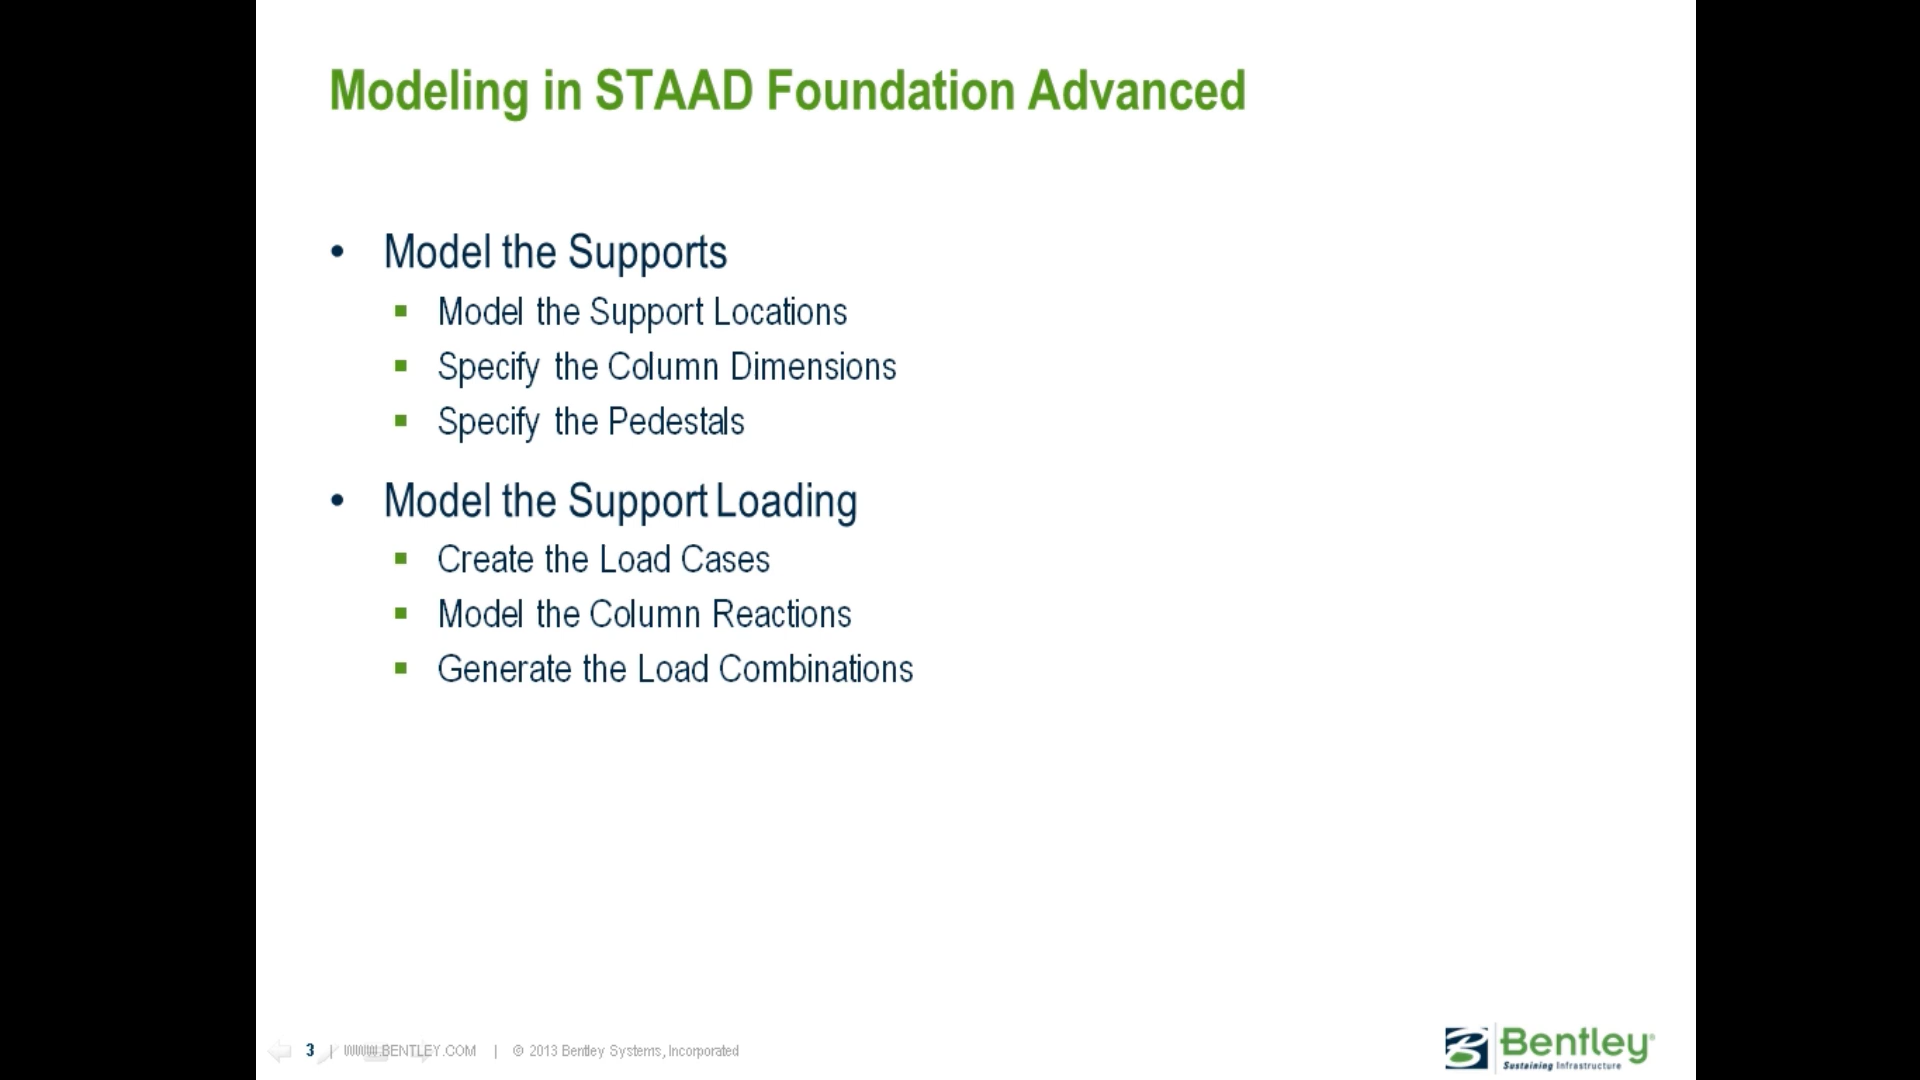 Modeling in STAAD Foundation Advanced
• Model the Supports
▪ Model the Support Locations
▪ Specify the Column Dimensions
▪ Specify the Pedestals
• Model the Support Loading
▪ Create the Load Cases
▪ Model the Column Reactions
▪ Generate the Load Combinations
3 | WWW.BENTLEY.COM | © 2013 Bentley Systems, Incorporated
Bentley®
Sustaining Infrastructure